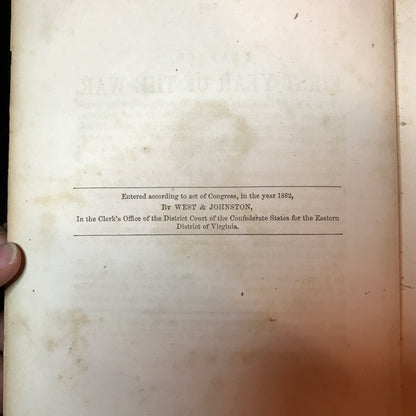 Entered according to act of Congress, in the year 1862,
By WEST & JOHNSTON,
In the Clerk's Office of the District Court of the Confederate States for the Eastern
District of Virginia.